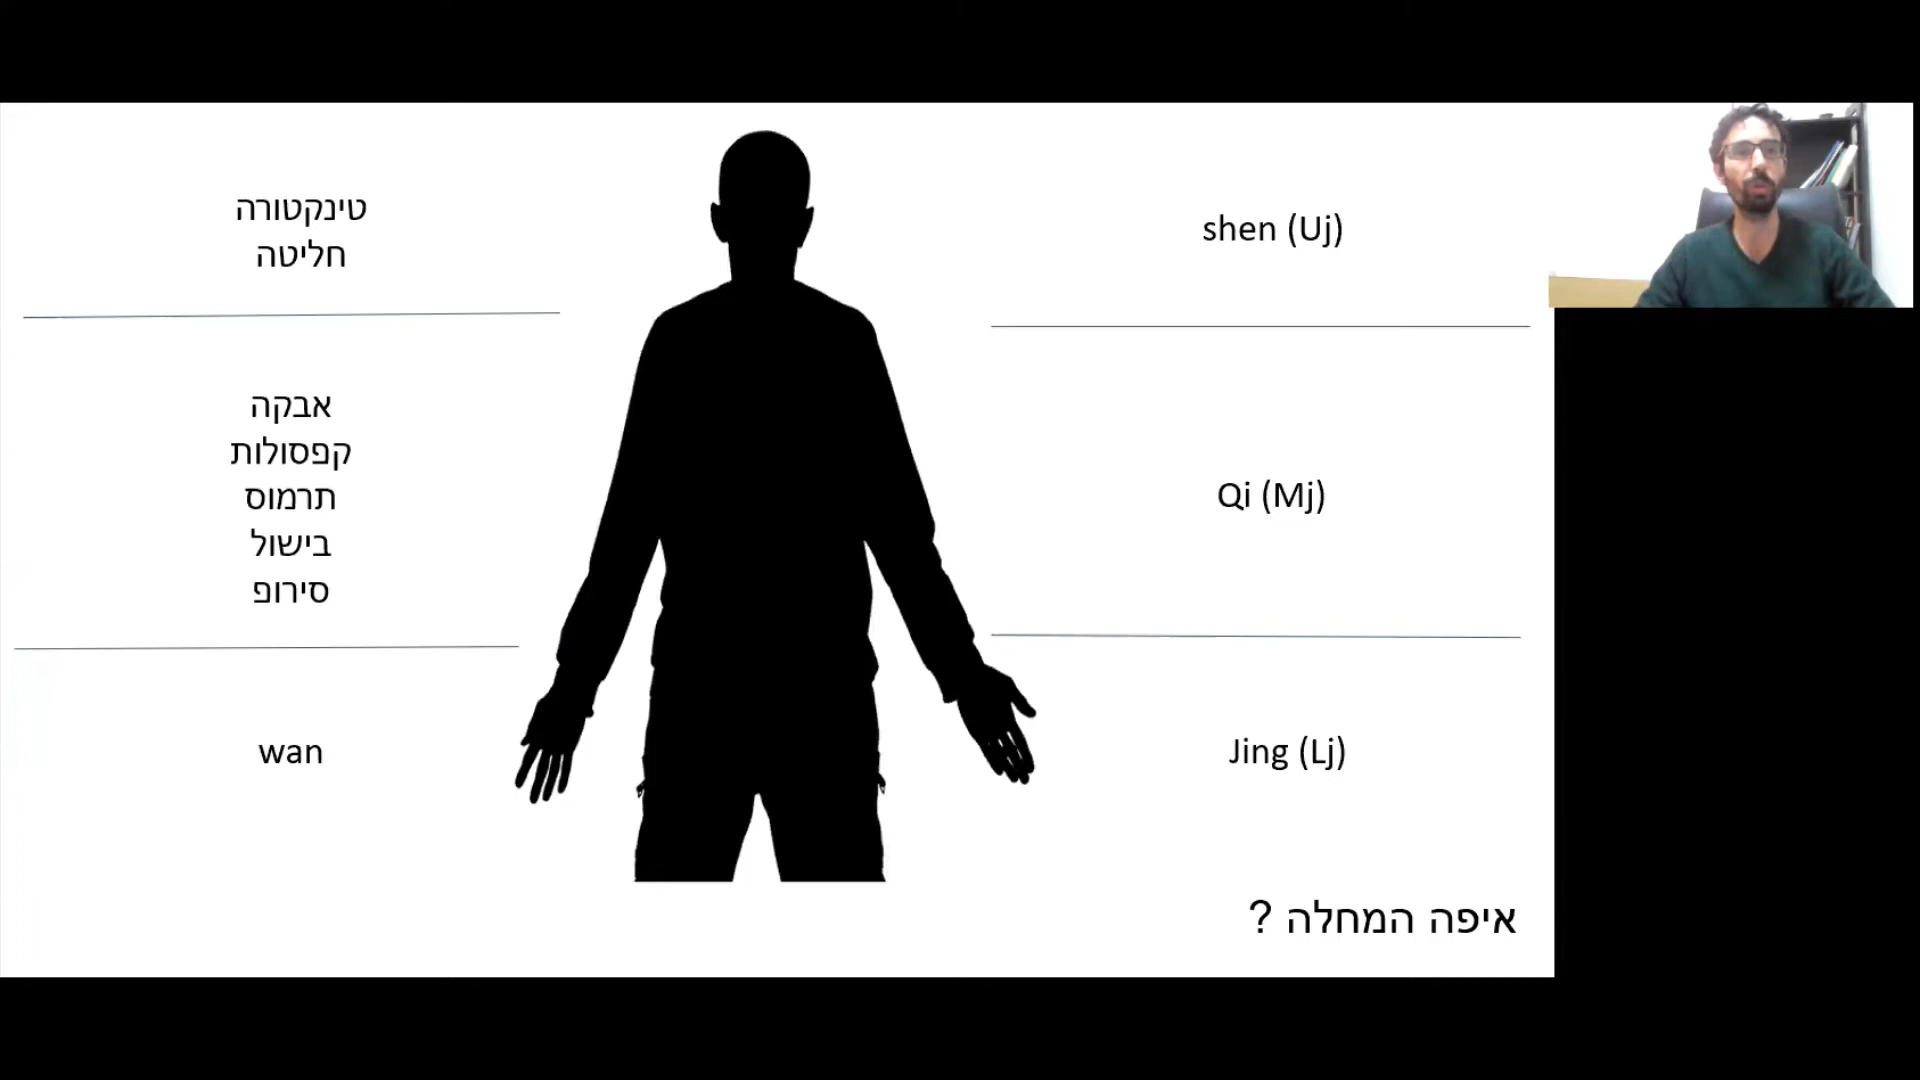 טינקטורה
חליטה
shen (Uj)
אבקה
קפסולות
תרמוס
בישול
סירופ
Qi (Mj)
wan
Jing (Lj)
איפה המחלה ?